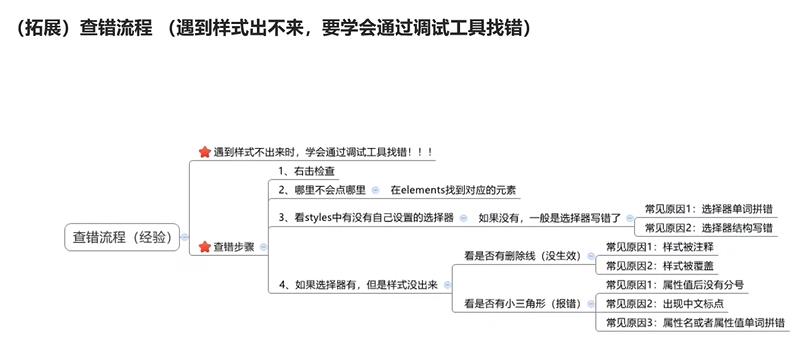 （拓展）查错流程 （遇到样式出不来，要学会通过调试工具找错）
查错流程（经验）
遇到样式不出来时，学会通过调试工具找错！！！
查错步骤
1、右击检查
2、哪里不会点哪里
在elements找到对应的元素
3、看styles中有没有自己设置的选择器
如果没有，一般是选择器写错了
常见原因1：选择器单词拼错
常见原因2：选择器结构写错
4、如果选择器有，但是样式没出来
看是否有删除线（没生效）
常见原因1：样式被注释
常见原因2：样式被覆盖
看是否有小三角形（报错）
常见原因1：属性值后没有分号
常见原因2：出现中文标点
常见原因3：属性名或者属性值单词拼错